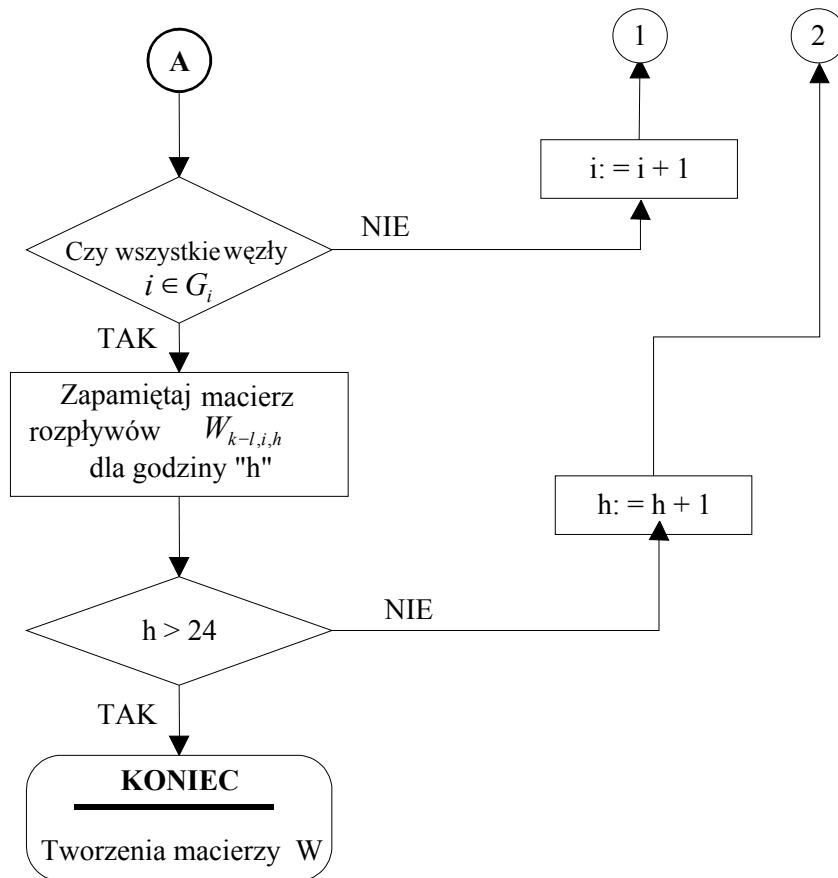 A
1
2
i: = i + 1
NIE
Czy wszystkie węzły
i ∈ G_i
TAK
Zapamiętaj macierz
rozpływów W_{k−l,i,h}
dla godziny "h"
h: = h + 1
NIE
h > 24
TAK
KONIEC
Tworzenia macierzy W